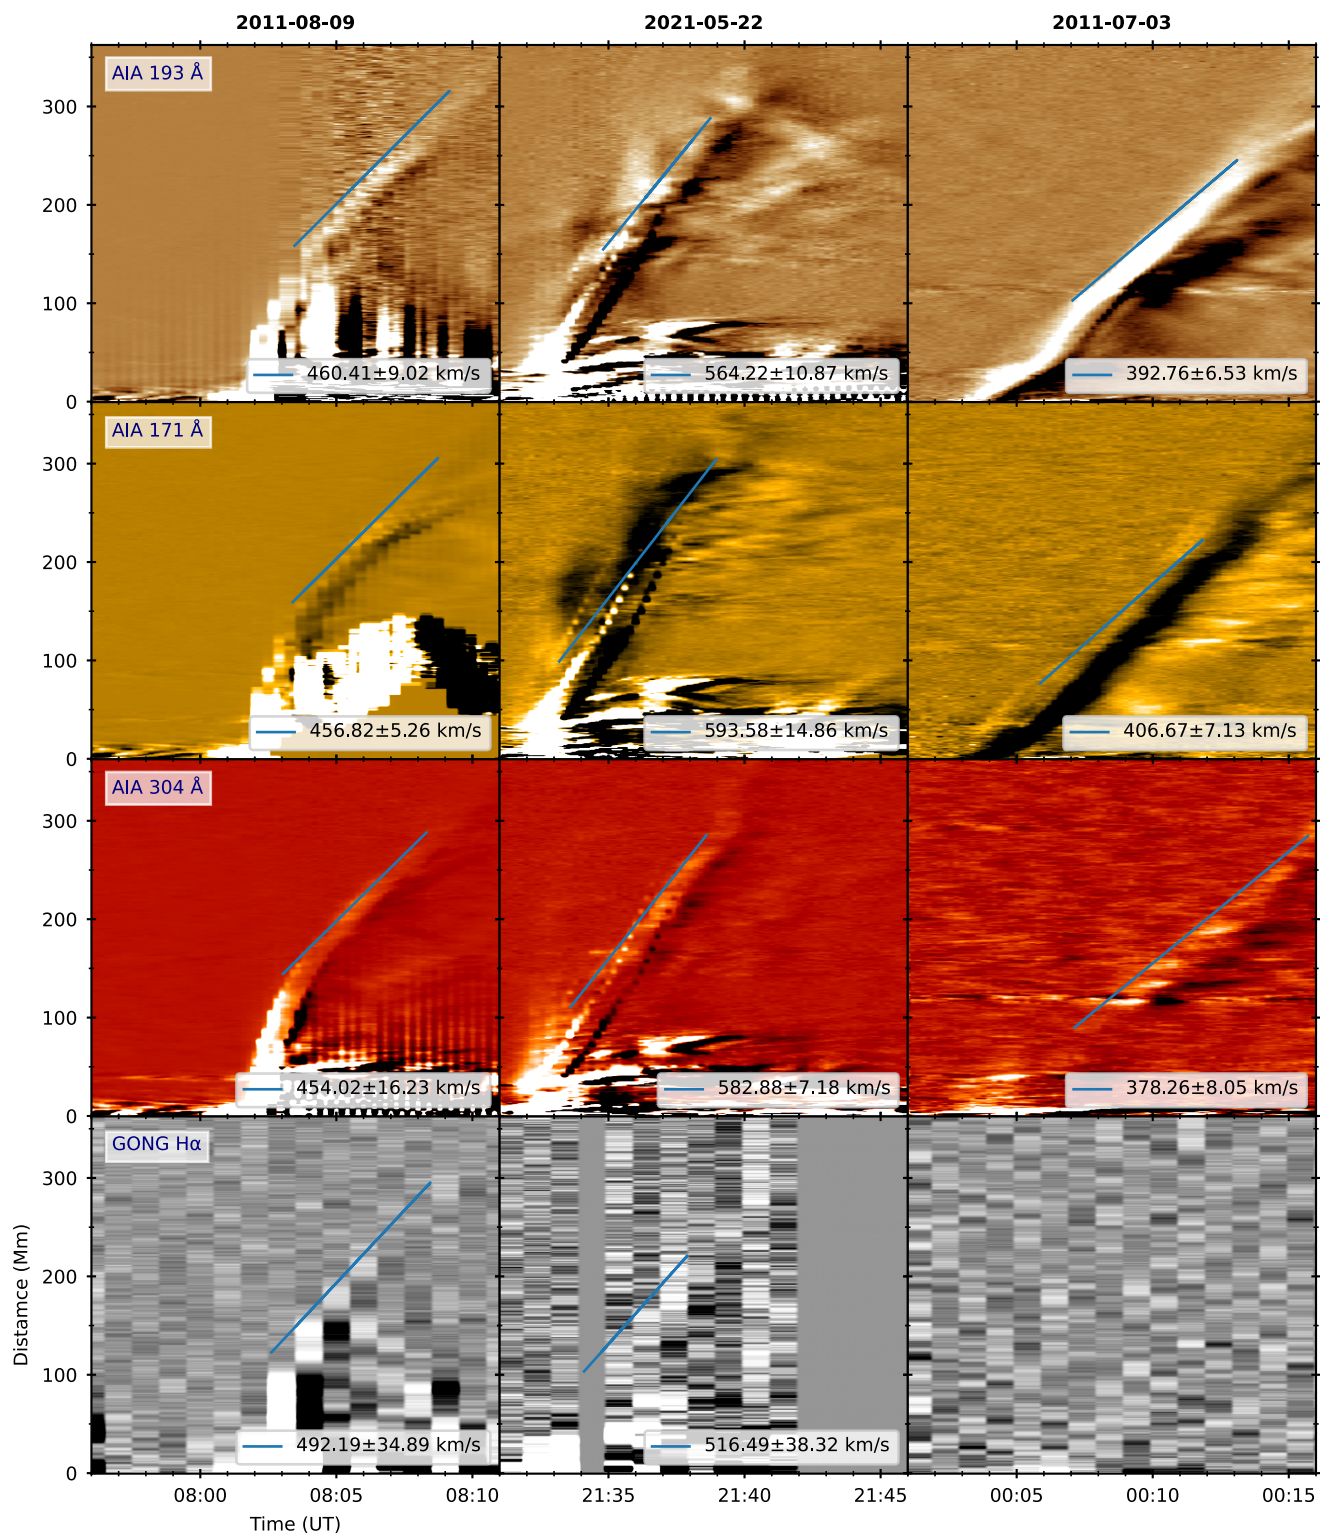 2011-08-09 2021-05-22 2011-07-03
AIA 193 Å
300
200
100
0
460.41±9.02 km/s 564.22±10.87 km/s 392.76±6.53 km/s
AIA 171 Å
300
200
100
0
456.82±5.26 km/s 593.58±14.86 km/s 406.67±7.13 km/s
AIA 304 Å
300
200
100
0
454.02±16.23 km/s 582.88±7.18 km/s 378.26±8.05 km/s
GONG Hα
300
200
100
0
Distamce (Mm)
492.19±34.89 km/s 516.49±38.32 km/s
08:00 08:05 08:10 21:35 21:40 21:45 00:05 00:10 00:15
Time (UT)